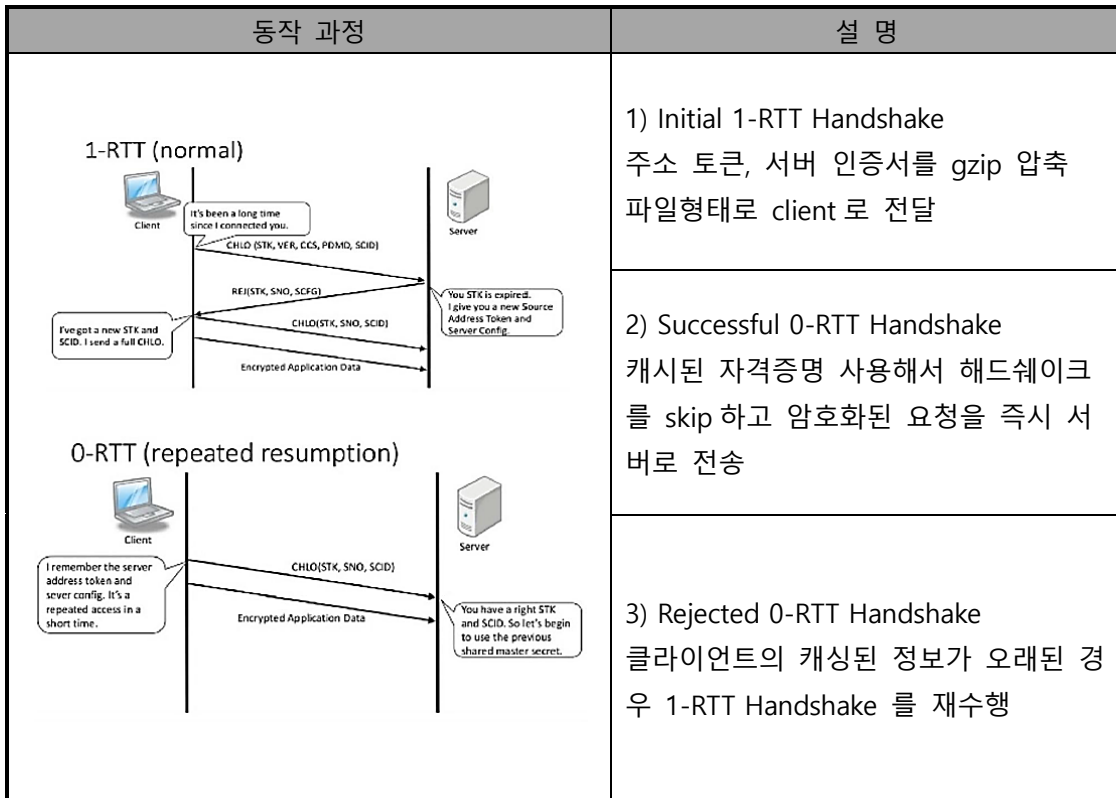 동작 과정
설 명
1-RTT (normal)
Client
It's been a long time
since I connected you.
Server
CHLO (STK, VER, CCS, PDMD, SCID)
REJ(STK, SNO, SCFG)
You STK is expired.
I give you a new Source
Address Token and
Server Config.
I've got a new STK and
SCID. I send a full CHLO.
CHLO(STK, SNO, SCID)
Encrypted Application Data
0-RTT (repeated resumption)
Client
Server
I remember the server
address token and
sever config. It's a
repeated access in a
short time.
CHLO(STK, SNO, SCID)
Encrypted Application Data
You have a right STK
and SCID. So let's begin
to use the previous
shared master secret.
1) Initial 1-RTT Handshake
주소 토큰, 서버 인증서를 gzip 압축
파일형태로 client 로 전달
2) Successful 0-RTT Handshake
캐시된 자격증명 사용해서 해드쉐이크
를 skip 하고 암호화된 요청을 즉시 서
버로 전송
3) Rejected 0-RTT Handshake
클라이언트의 캐싱된 정보가 오래된 경
우 1-RTT Handshake 를 재수행